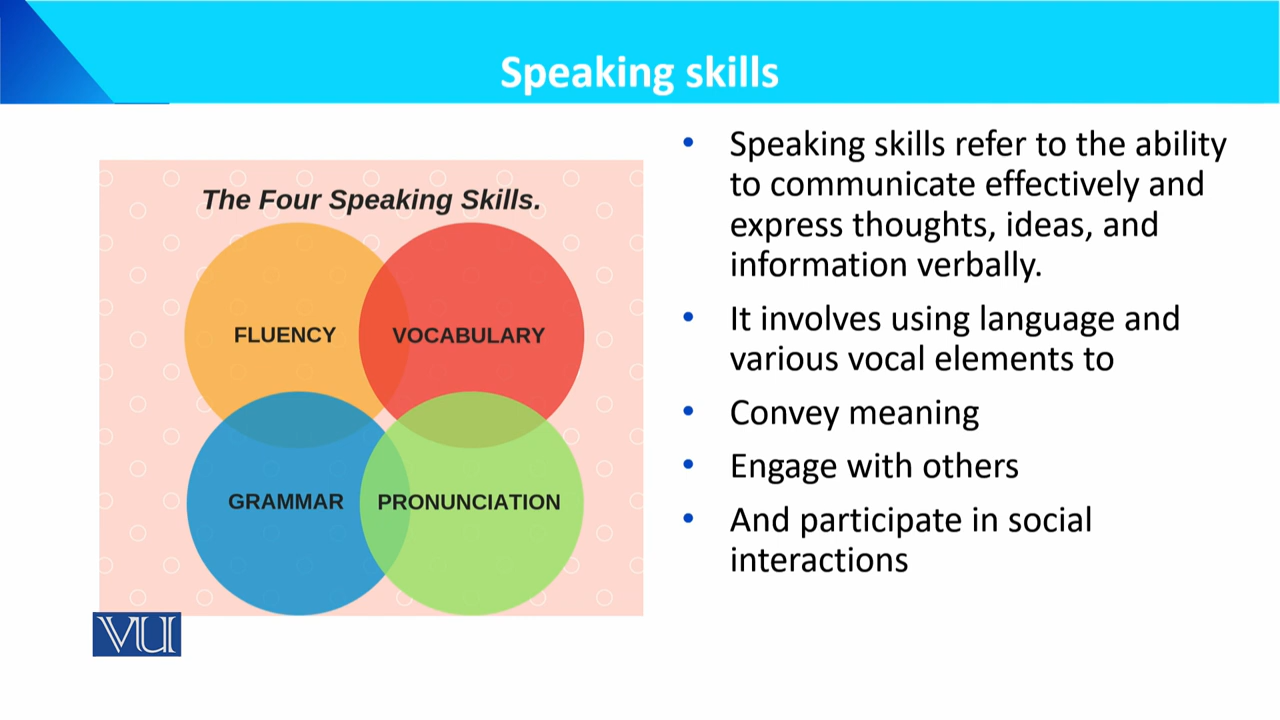 Speaking skills
The Four Speaking Skills.
FLUENCY
VOCABULARY
GRAMMAR
PRONUNCIATION
VU
• Speaking skills refer to the ability
to communicate effectively and
express thoughts, ideas, and
information verbally.
• It involves using language and
various vocal elements to
• Convey meaning
• Engage with others
• And participate in social
interactions